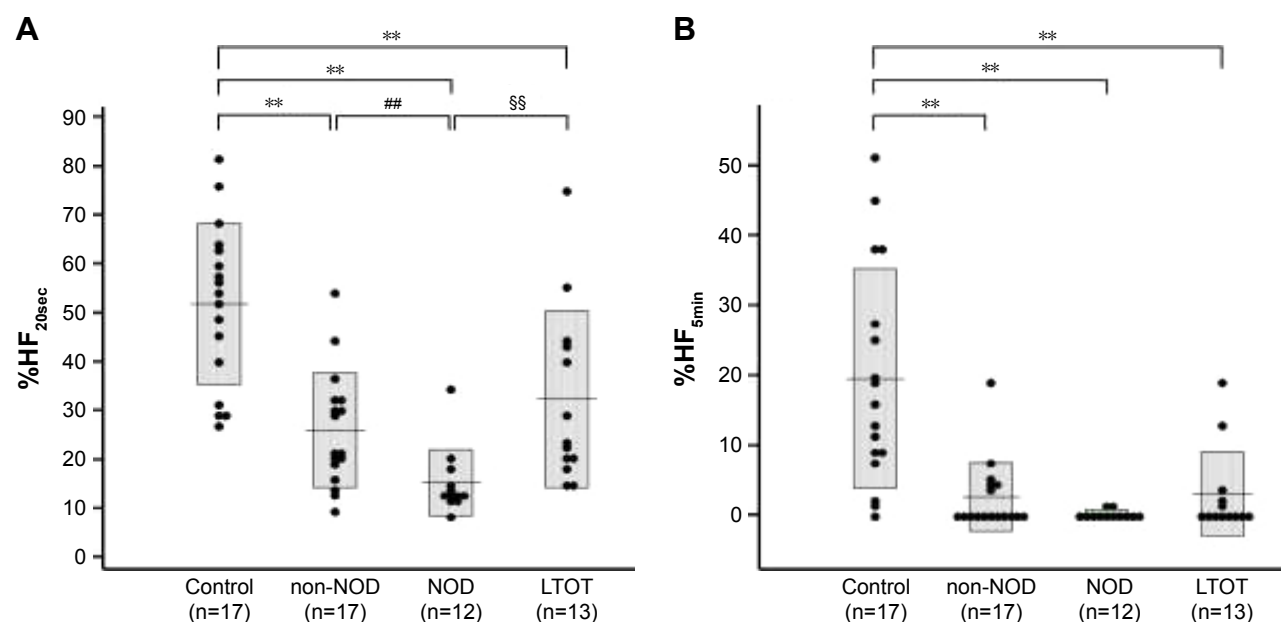 A
**
**
** ## §§
90
80
70
60
50
40
30
20
10
0
%HF20sec
Control non-NOD NOD LTOT
(n=17) (n=17) (n=12) (n=13)
B
**
**
**
50
40
30
20
10
0
%HF5min
Control non-NOD NOD LTOT
(n=17) (n=17) (n=12) (n=13)